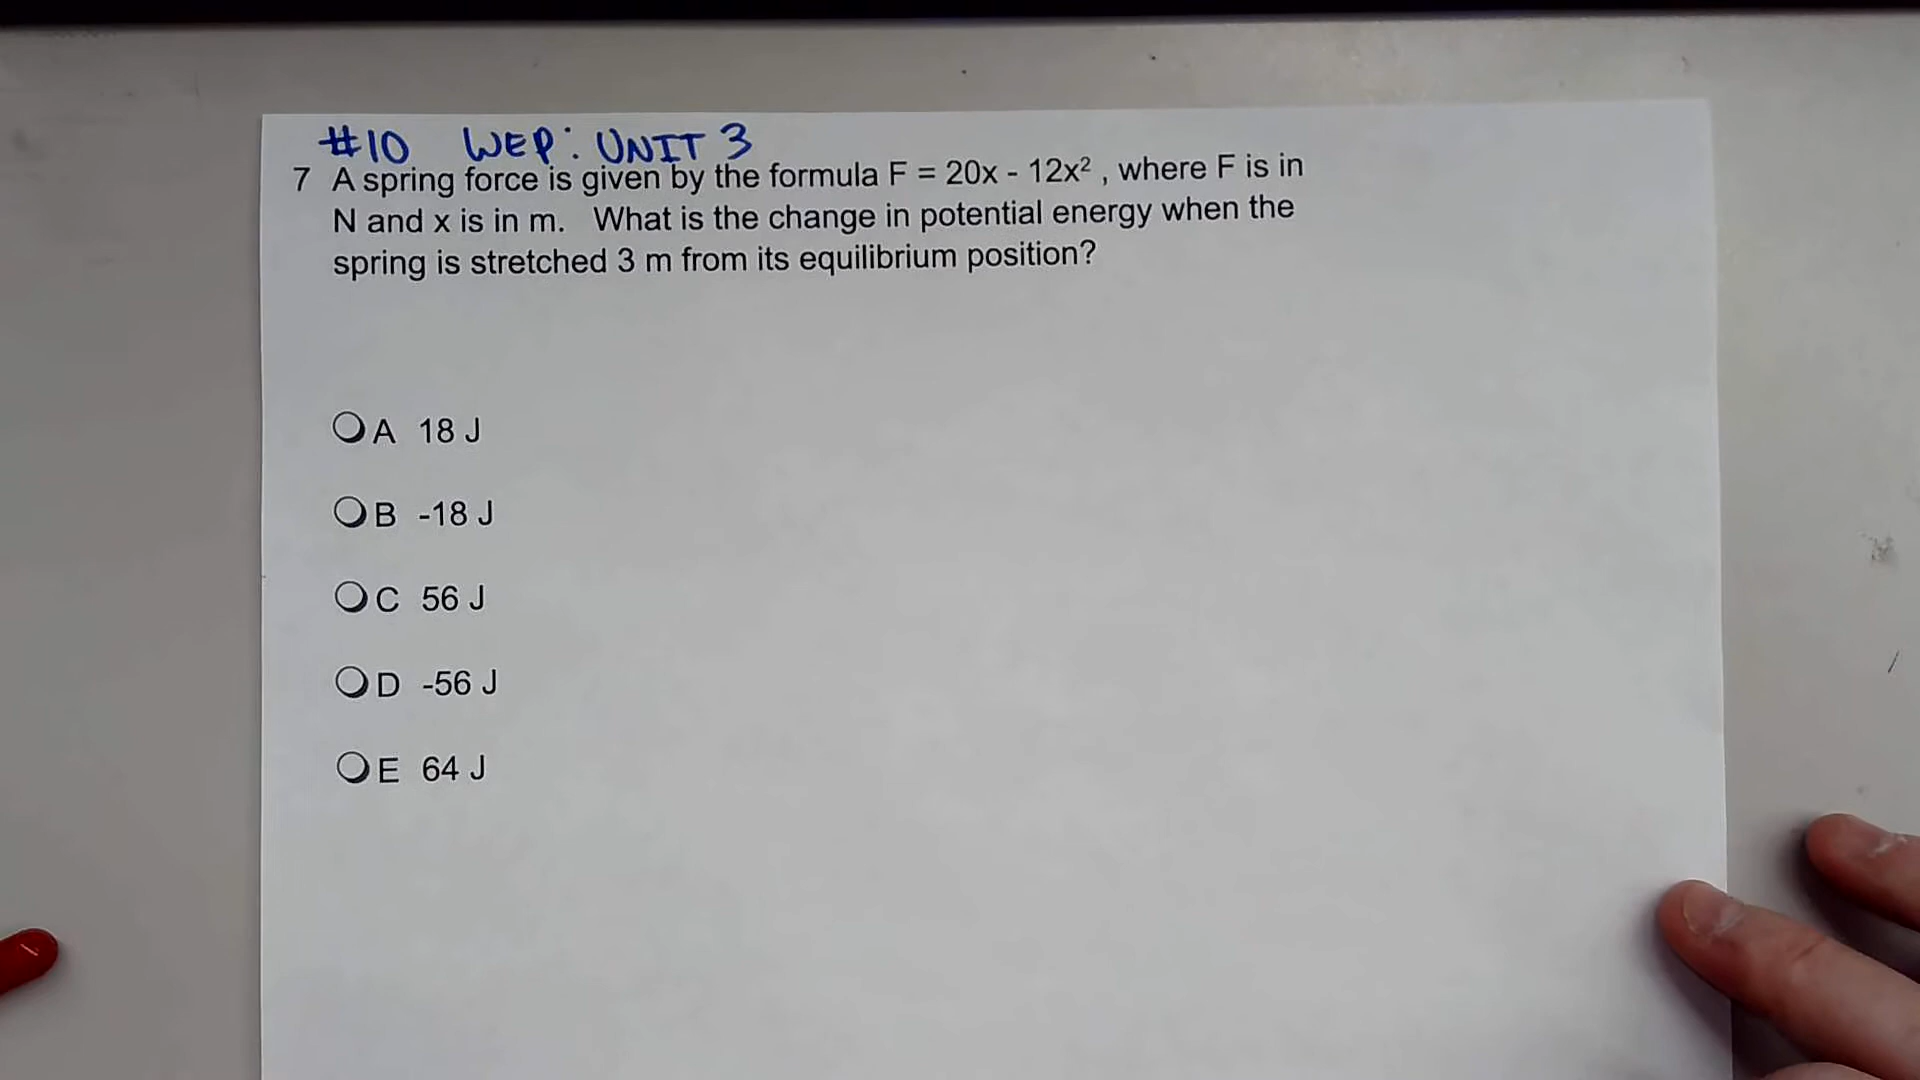 #10 WEP: UNIT 3
7 A spring force is given by the formula F = 20x - 12x² , where F is in
N and x is in m. What is the change in potential energy when the
spring is stretched 3 m from its equilibrium position?
A 18 J
B -18 J
C 56 J
D -56 J
E 64 J